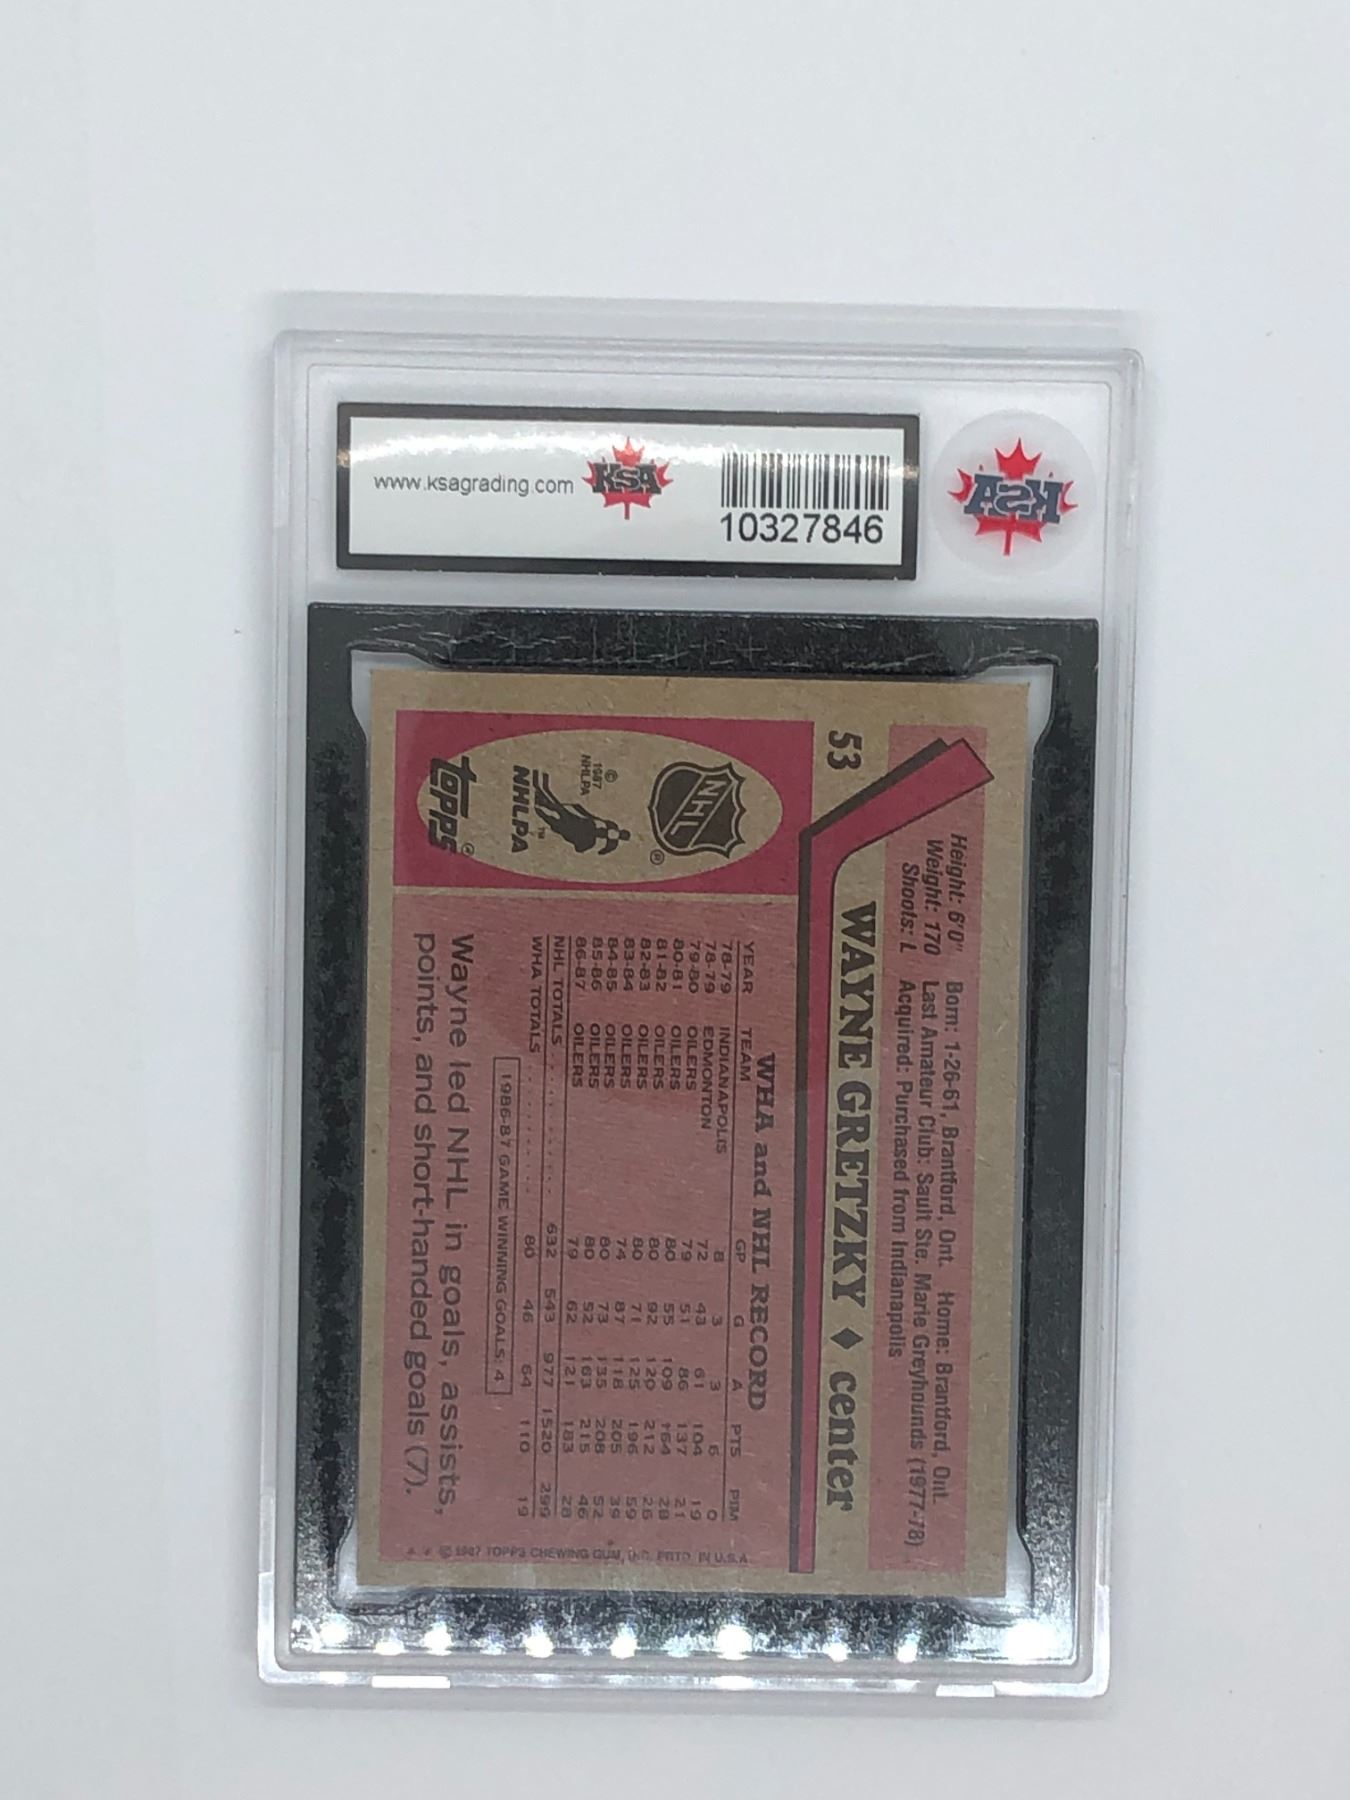 www.ksagrading.com
KSA
10327846
KSA
53
Height: 6'0" Born: 1-26-61, Brantford, Ont. Home: Brantford, Ont.
Weight: 170 Last Amateur Club: Sault Ste. Marie Greyhounds (1977-78)
Shoots: L Acquired: Purchased from Indianapolis
WAYNE GRETZKY ♦ center
NHL
®
© 1987 NHLPA
NHLPA
TM
topps®
WHA and NHL RECORD
YEAR TEAM GP G A PTS PIM
78-79 INDIANAPOLIS 8 3 3 6 0
78-79 EDMONTON 72 43 61 104 19
79-80 OILERS 79 51 86 137 21
80-81 OILERS 80 55 109 164 28
81-82 OILERS 80 92 120 212 26
82-83 OILERS 80 71 125 196 59
83-84 OILERS 74 87 118 205 39
84-85 OILERS 80 73 135 208 52
85-86 OILERS 80 52 163 215 46
86-87 OILERS 79 62 121 183 28
NHL TOTALS 632 543 977 1520 299
WHA TOTALS 80 46 64 110 19
1986-87 GAME WINNING GOALS: 4
Wayne led NHL in goals, assists,
points, and short-handed goals (7).
* * © 1987 TOPPS CHEWING GUM, INC. PRTD. IN U.S.A.